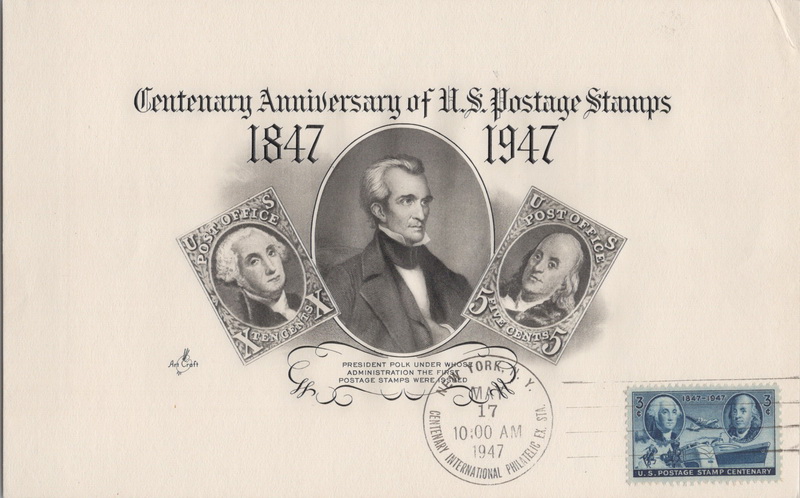 Centenary Anniversary of U.S. Postage Stamps
1847 1947
U S
POST OFFICE
X TEN CENTS X
U S
POST OFFICE
5 FIVE CENTS 5
Art Craft
PRESIDENT POLK UNDER WHOSE
ADMINISTRATION THE FIRST
POSTAGE STAMPS WERE ISSUED
NEW YORK, N. Y.
MAY
17
10:00 AM
1947
CENTENARY INTERNATIONAL PHILATELIC EX. STA.
3¢ 1847-1947 3¢
U.S. POSTAGE STAMP CENTENARY